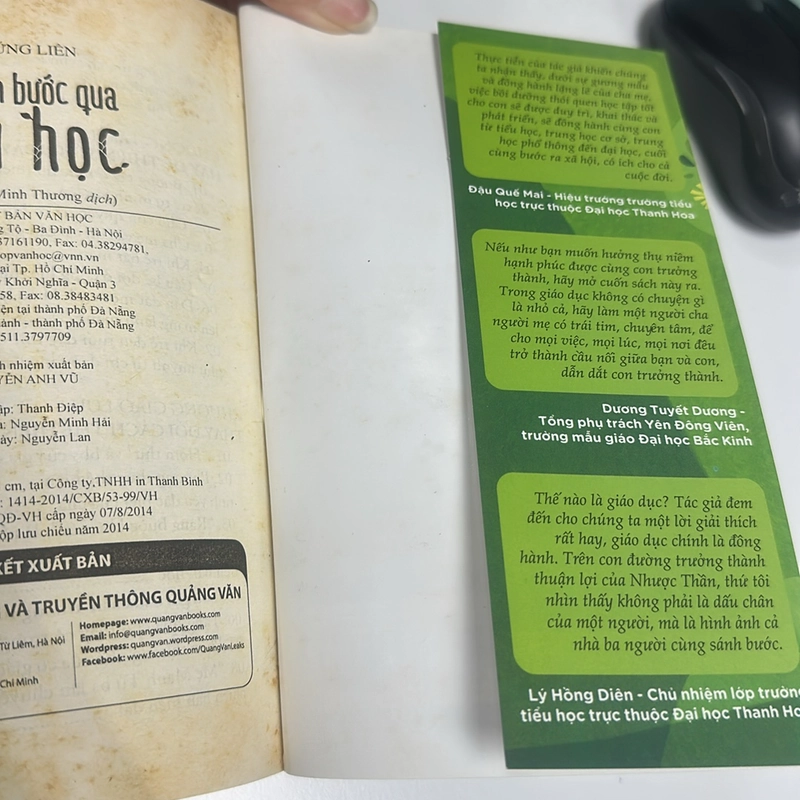 ỨNG LIÊN
bước qua
học
Minh Thương dịch)
BẢN VĂN HỌC
g Tộ - Ba Đình - Hà Nội
37161190, Fax: 04.38294781,
opvanhoc@vnn.vn
tại Tp. Hồ Chí Minh
Khởi Nghĩa - Quận 3
58, Fax: 08.38483481
iện tại thành phố Đà Nẵng
ành - thành phố Đà Nẵng
0511.3797709
h nhiệm xuất bản
YỄN ANH VŨ
ập: Thanh Điệp
a: Nguyễn Minh Hải
ày: Nguyễn Lan
cm, tại Công ty TNHH in Thanh Bình
: 1414-2014/CXB/53-99/VH
QĐ-VH cấp ngày 07/8/2014
ộp lưu chiểu năm 2014
KẾT XUẤT BẢN
VÀ TRUYỀN THÔNG QUẢNG VĂN
Từ Liêm, Hà Nội
Chí Minh
Homepage: www.quangvanbooks.com
Email: info@quangvanbooks.com
Wordpress: quangvan.wordpress.com
Facebook: www.facebook.com/QuangVanLeaks
Thực tiễn của tác giả khiến chúng
ta nhận thấy, dưới sự gương mẫu
và đồng hành lặng lẽ của cha mẹ,
việc bồi dưỡng thói quen học tập tốt
cho con sẽ được duy trì, khai thác và
phát triển, sẽ đồng hành cùng con
từ tiểu học, trung học cơ sở, trung
học phổ thông đến đại học, cuối
cùng bước ra xã hội, có ích cho cả
cuộc đời.
Đậu Quế Mai - Hiệu trưởng trường tiểu
học trực thuộc Đại học Thanh Hoa
Nếu như bạn muốn hưởng thụ niềm
hạnh phúc được cùng con trưởng
thành, hãy mở cuốn sách này ra.
Trong giáo dục không có chuyện gì
là nhỏ cả, hãy làm một người cha
người mẹ có trái tim, chuyên tâm, để
cho mọi việc, mọi lúc, mọi nơi đều
trở thành cầu nối giữa bạn và con,
dẫn dắt con trưởng thành.
Dương Tuyết Dương -
Tổng phụ trách Yên Đông Viên,
trường mẫu giáo Đại học Bắc Kinh
Thế nào là giáo dục? Tác giả đem
đến cho chúng ta một lời giải thích
rất hay, giáo dục chính là đồng
hành. Trên con đường trưởng thành
thuận lợi của Nhược Thần, thứ tôi
nhìn thấy không phải là dấu chân
của một người, mà là hình ảnh cả
nhà ba người cùng sánh bước.
Lý Hồng Diên - Chủ nhiệm lớp trường
tiểu học trực thuộc Đại học Thanh Ho